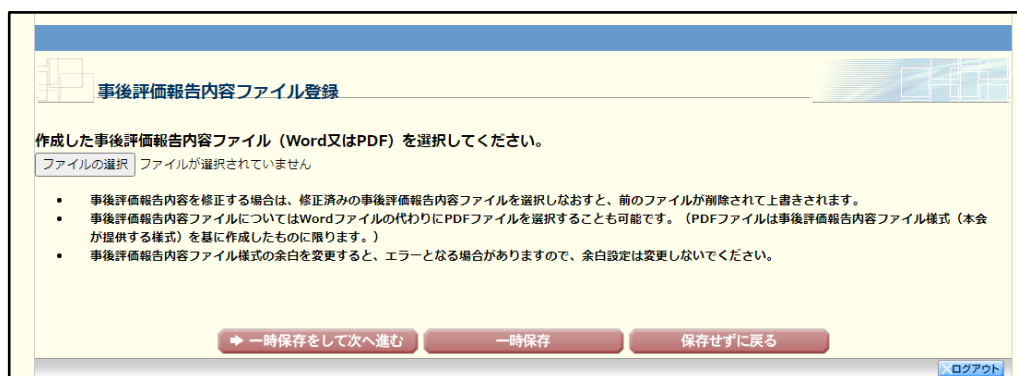 事後評価報告内容ファイル登録
作成した事後評価報告内容ファイル（Word又はPDF）を選択してください。
ファイルの選択 ファイルが選択されていません
• 事後評価報告内容を修正する場合は、修正済みの事後評価報告内容ファイルを選択しなおすと、前のファイルが削除されて上書きされます。
• 事後評価報告内容ファイルについてはWordファイルの代わりにPDFファイルを選択することも可能です。（PDFファイルは事後評価報告内容ファイル様式（本会
が提供する様式）を基に作成したものに限ります。）
• 事後評価報告内容ファイル様式の余白を変更すると、エラーとなる場合がありますので、余白設定は変更しないでください。
一時保存をして次へ進む 一時保存 保存せずに戻る
ログアウト